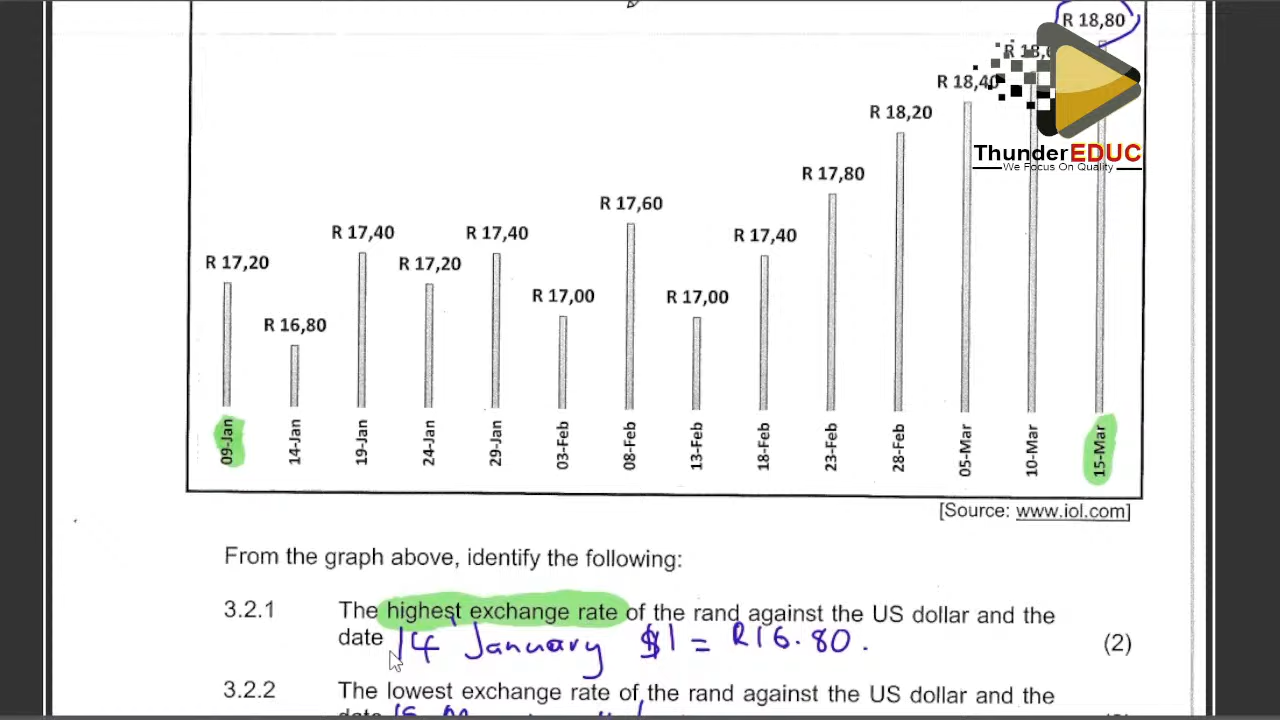 R 18,80
R 18,40
R 18,20
R 17,80
R 17,60
R 17,40
R 17,40
R 17,40
R 17,20
R 17,20
R 17,00
R 17,00
R 16,80
ThunderEDUC
We Focus On Quality
09-Jan
14-Jan
19-Jan
24-Jan
29-Jan
03-Feb
08-Feb
13-Feb
18-Feb
23-Feb
28-Feb
05-Mar
10-Mar
15-Mar
[Source: www.iol.com]
From the graph above, identify the following:
3.2.1 The highest exchange rate of the rand against the US dollar and the
date 14 January $1 = R16.80. (2)
3.2.2 The lowest exchange rate of the rand against the US dollar and the